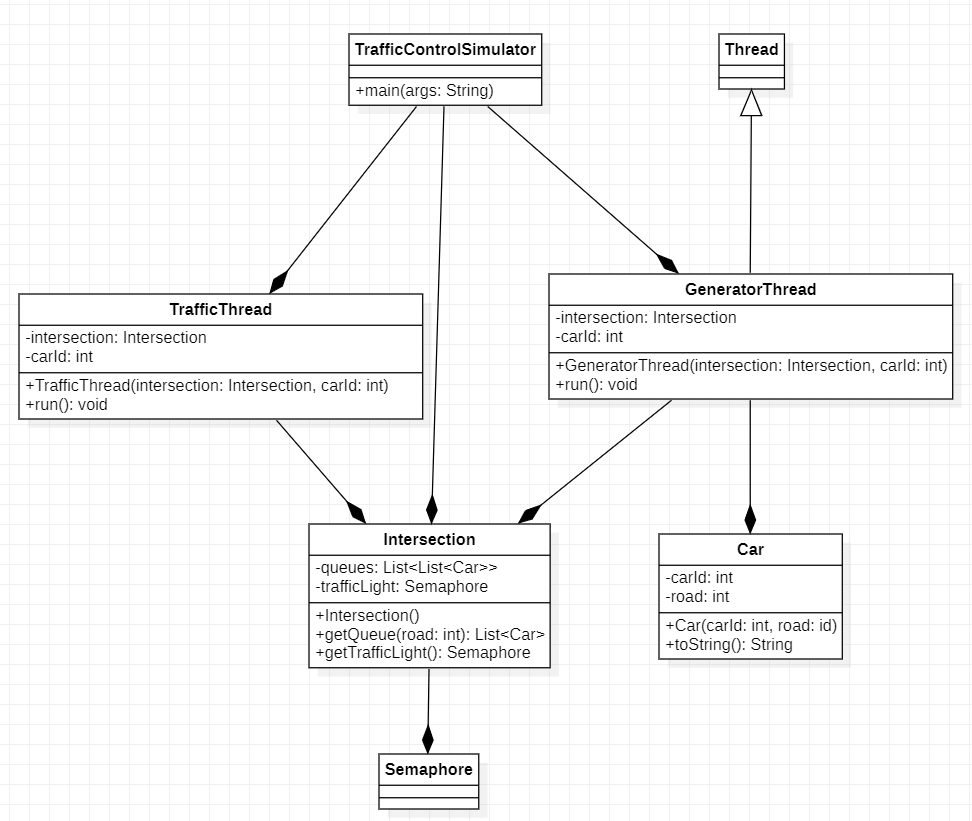 TrafficControlSimulator
+main(args: String)
Thread
TrafficThread
-intersection: Intersection
-carId: int
+TrafficThread(intersection: Intersection, carId: int)
+run(): void
GeneratorThread
-intersection: Intersection
-carId: int
+GeneratorThread(intersection: Intersection, carId: int)
+run(): void
Intersection
-queues: List<List<Car>>
-trafficLight: Semaphore
+Intersection()
+getQueue(road: int): List<Car>
+getTrafficLight(): Semaphore
Car
-carId: int
-road: int
+Car(carId: int, road: id)
+toString(): String
Semaphore